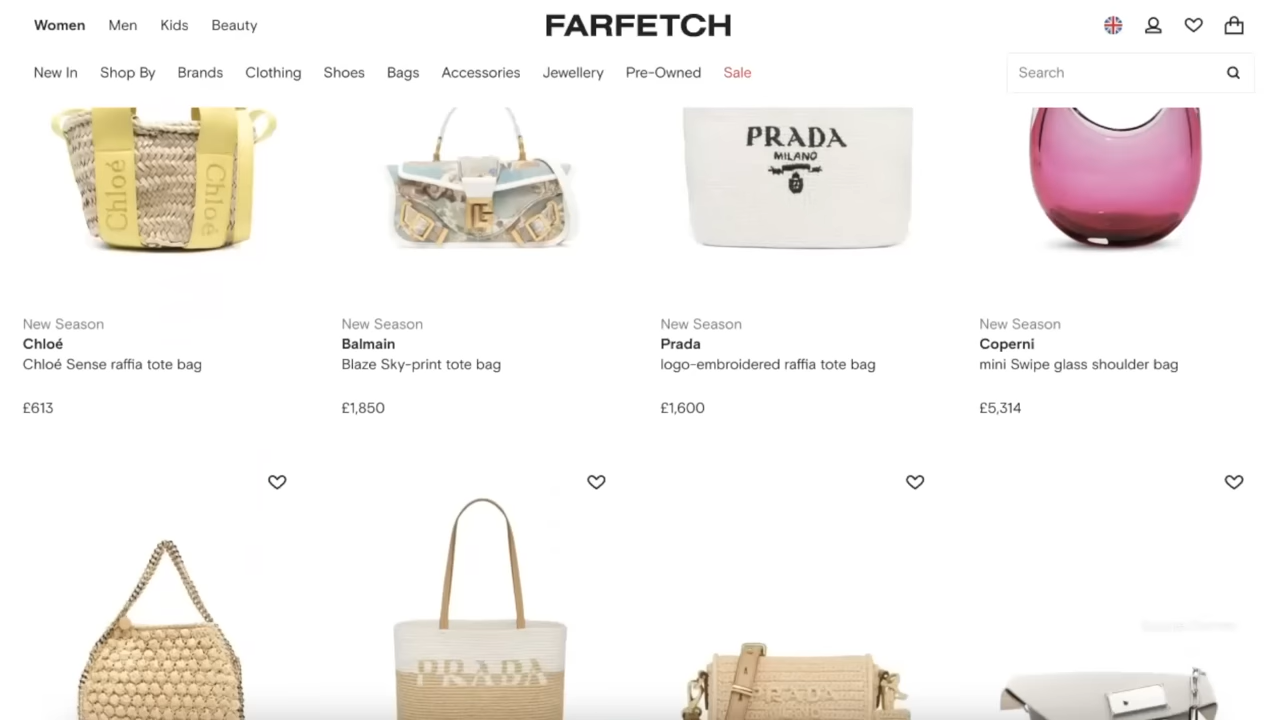 Women Men Kids Beauty
FARFETCH
New In Shop By Brands Clothing Shoes Bags Accessories Jewellery Pre-Owned Sale
Search
Chloé Chloé
PRADA
MILANO
New Season
Chloé
Chloé Sense raffia tote bag
£613
New Season
Balmain
Blaze Sky-print tote bag
£1,850
New Season
Prada
logo-embroidered raffia tote bag
£1,600
New Season
Coperni
mini Swipe glass shoulder bag
£5,314
PRADA
PRADA